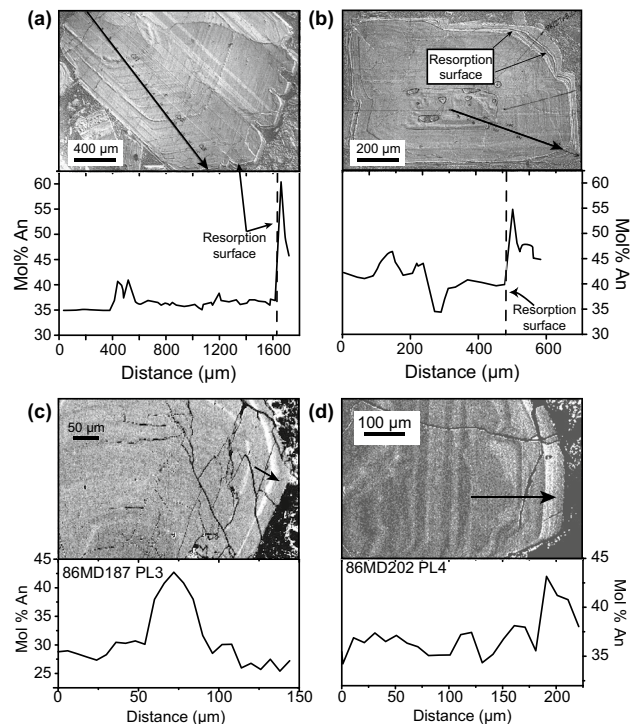 (a)
400 µm
60
55
50
45
40
35
30
Mol% An
Resorption
surface
0
400
800
1200
1600
Distance (µm)
(b)
Resorption
surface
200 µm
60
55
50
45
40
35
30
Mol% An
Resorption
surface
0
200
400
600
Distance (µm)
(c)
50 µm
86MD187 PL3
45
40
35
30
25
Mol % An
0
50
100
150
Distance (µm)
(d)
100 µm
86MD202 PL4
45
40
35
Mol % An
0
50
100
150
200
Distance (µm)